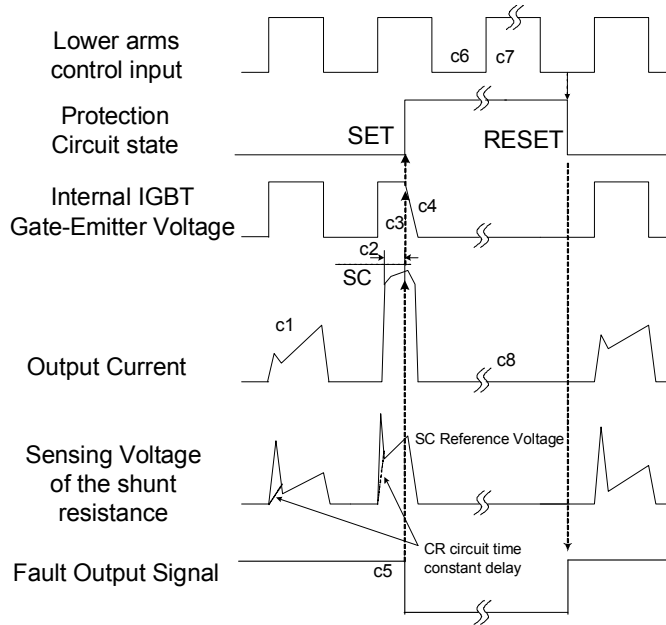 Lower arms
control input
c6
c7
Protection
Circuit state
SET
RESET
Internal IGBT
Gate-Emitter Voltage
c3
c4
c2
SC
c1
Output Current
c8
SC Reference Voltage
Sensing Voltage
of the shunt
resistance
CR circuit time
constant delay
Fault Output Signal
c5